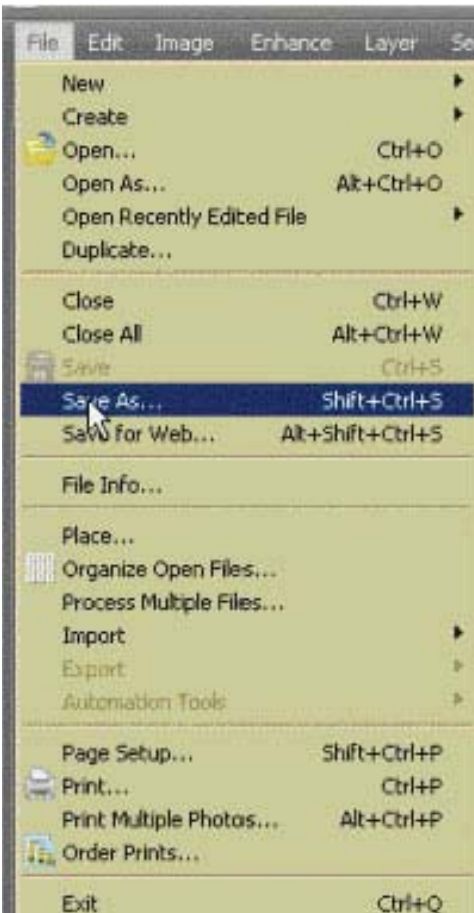 File Edit Image Enhance Layer Se
New
Create
Open... Ctrl+O
Open As... Alt+Ctrl+O
Open Recently Edited File
Duplicate...
Close Ctrl+W
Close All Alt+Ctrl+W
Save Ctrl+S
Save As... Shift+Ctrl+S
Save for Web... Alt+Shift+Ctrl+S
File Info...
Place...
Organize Open Files...
Process Multiple Files...
Import
Export
Automation Tools
Page Setup... Shift+Ctrl+P
Print... Ctrl+P
Print Multiple Photos... Alt+Ctrl+P
Order Prints...
Exit Ctrl+Q